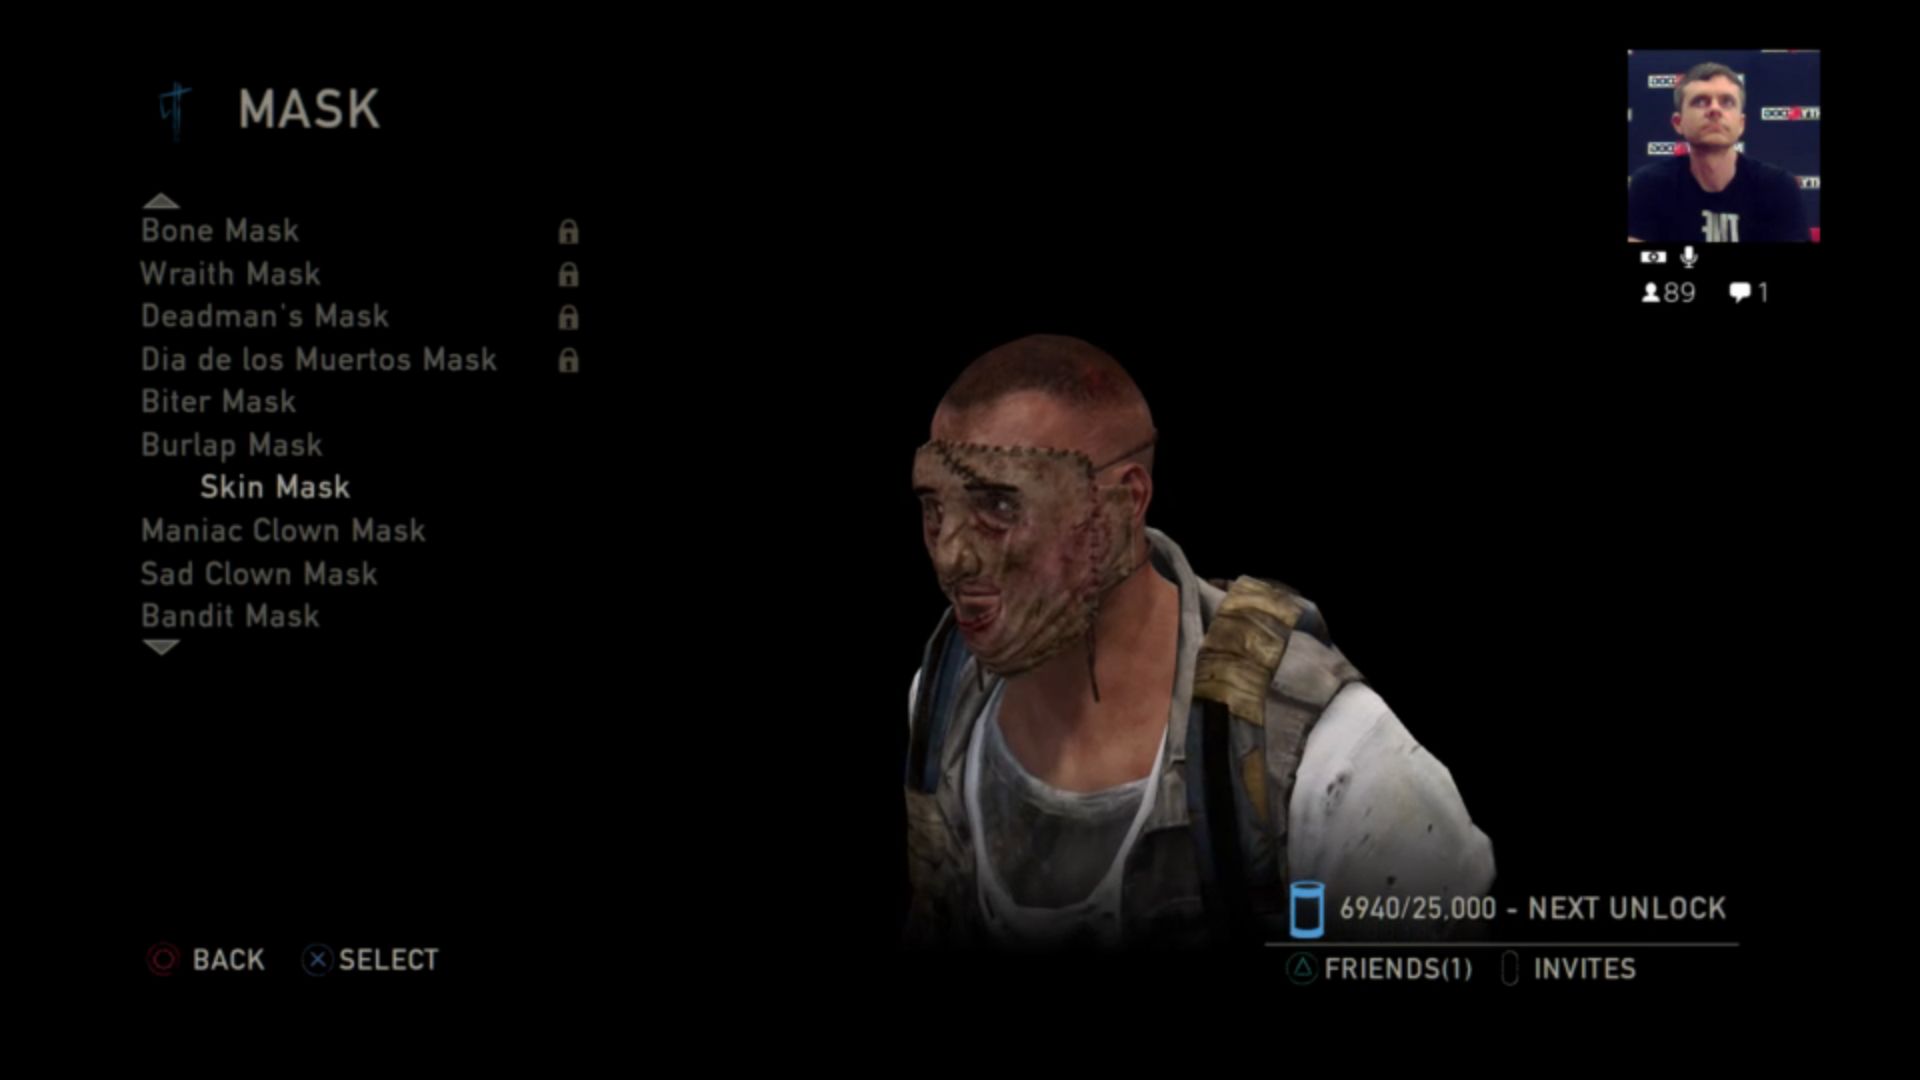 MASK
Bone Mask
Wraith Mask
Deadman's Mask
Dia de los Muertos Mask
Biter Mask
Burlap Mask
Skin Mask
Maniac Clown Mask
Sad Clown Mask
Bandit Mask
89 1
6940/25,000 - NEXT UNLOCK
BACK SELECT
FRIENDS(1) INVITES